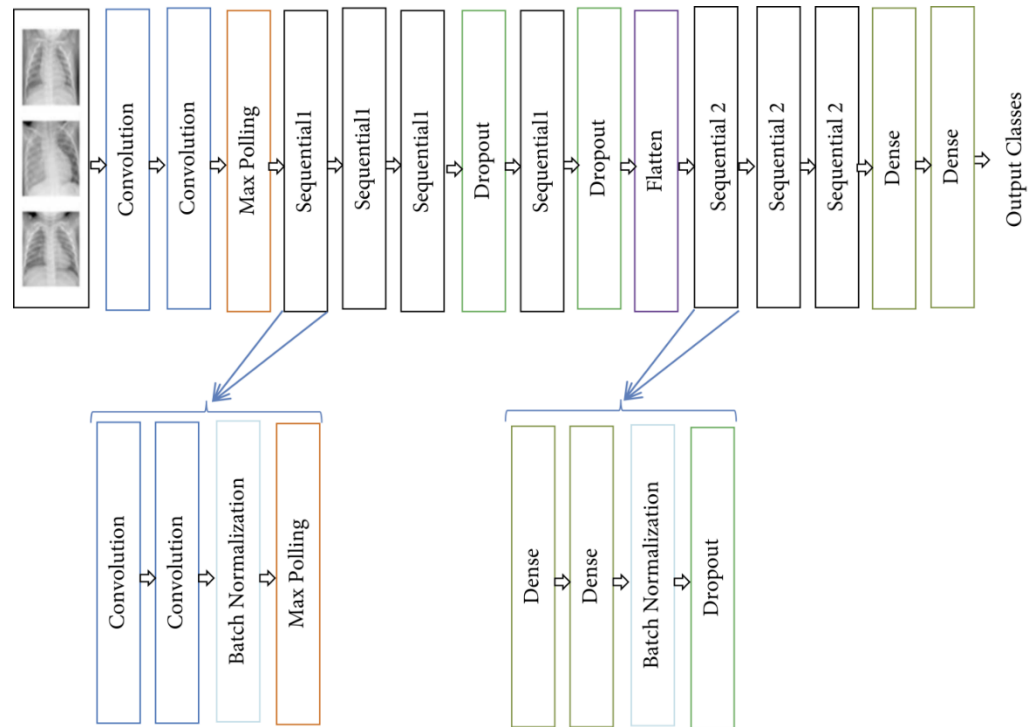 Convolution
Convolution
Max Polling
Sequential1
Sequential1
Sequential1
Dropout
Sequential1
Dropout
Flatten
Sequential 2
Sequential 2
Sequential 2
Dense
Dense
Output Classes
Convolution
Convolution
Batch Normalization
Max Polling
Dense
Dense
Batch Normalization
Dropout